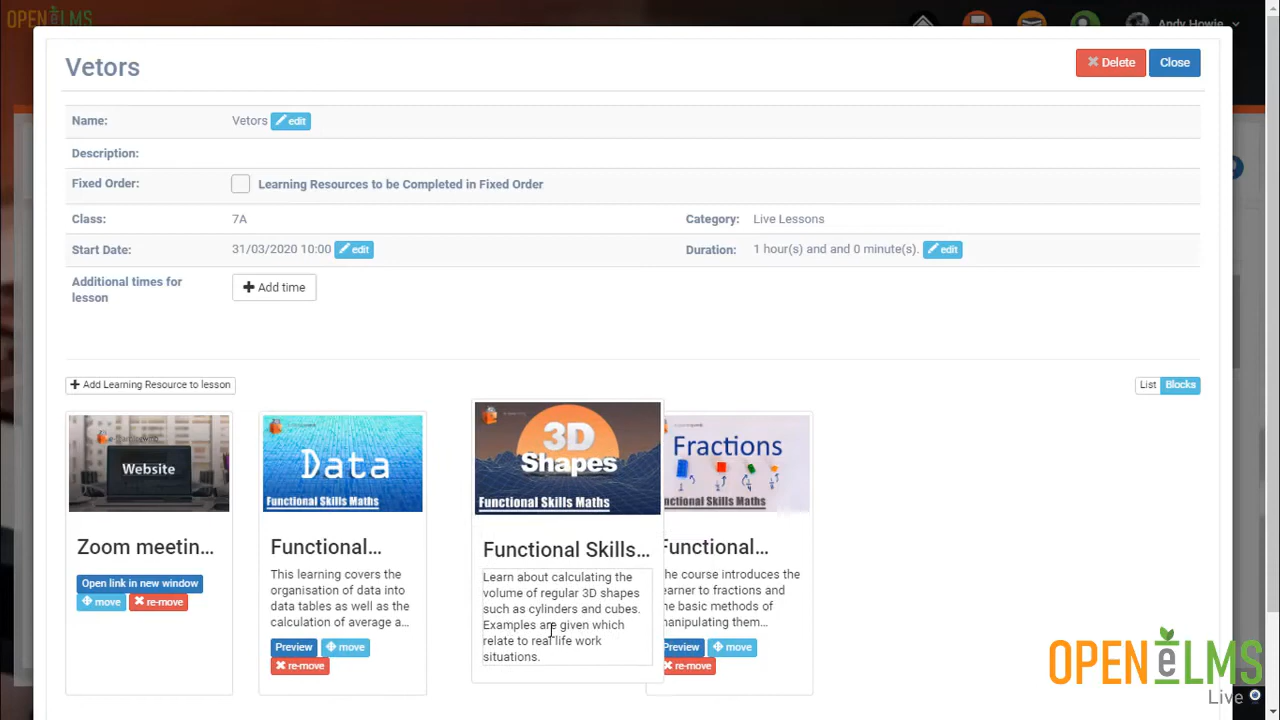 OPENELMS
Andy Howie
Vetors
Delete
Close
Name:
Vetors
edit
Description:
Fixed Order:
Learning Resources to be Completed in Fixed Order
Class:
7A
Category:
Live Lessons
Start Date:
31/03/2020 10:00
edit
Duration:
1 hour(s) and and 0 minute(s).
edit
Additional times for
lesson
Add time
Add Learning Resource to lesson
List
Blocks
Website
Zoom meetin...
Open link in new window
move
re-move
Data
Functional Skills Maths
Functional...
This learning covers the
organisation of data into
data tables as well as the
calculation of average a...
Preview
move
re-move
3D
Shapes
Functional Skills Maths
Functional Skills...
Learn about calculating the
volume of regular 3D shapes
such as cylinders and cubes.
Examples are given which
relate to real life work
situations.
Fractions
unctional Skills Maths
Functional...
he course introduces the
earner to fractions and
he basic methods of
manipulating them...
Preview
move
re-move
OPENeLMS
Live